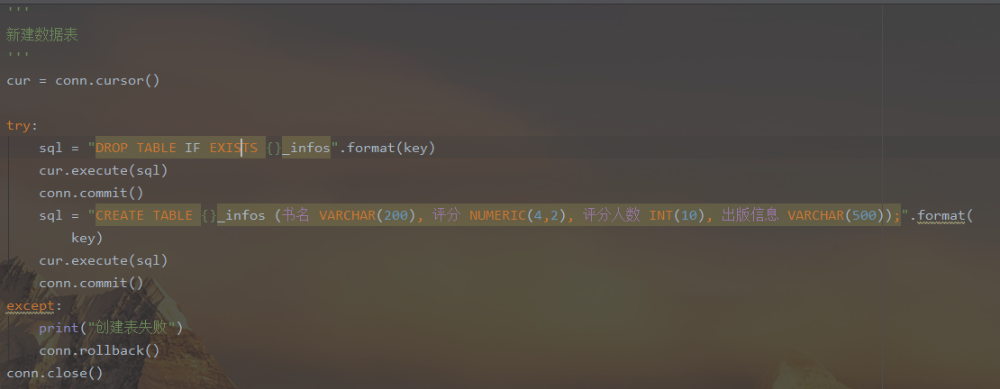 '''
新建数据表
'''
cur = conn.cursor()
try:
sql = "DROP TABLE IF EXISTS {}_infos".format(key)
cur.execute(sql)
conn.commit()
sql = "CREATE TABLE {}_infos (书名 VARCHAR(200), 评分 NUMERIC(4,2), 评分人数 INT(10), 出版信息 VARCHAR(500));".format(
key)
cur.execute(sql)
conn.commit()
except:
print("创建表失败")
conn.rollback()
conn.close()